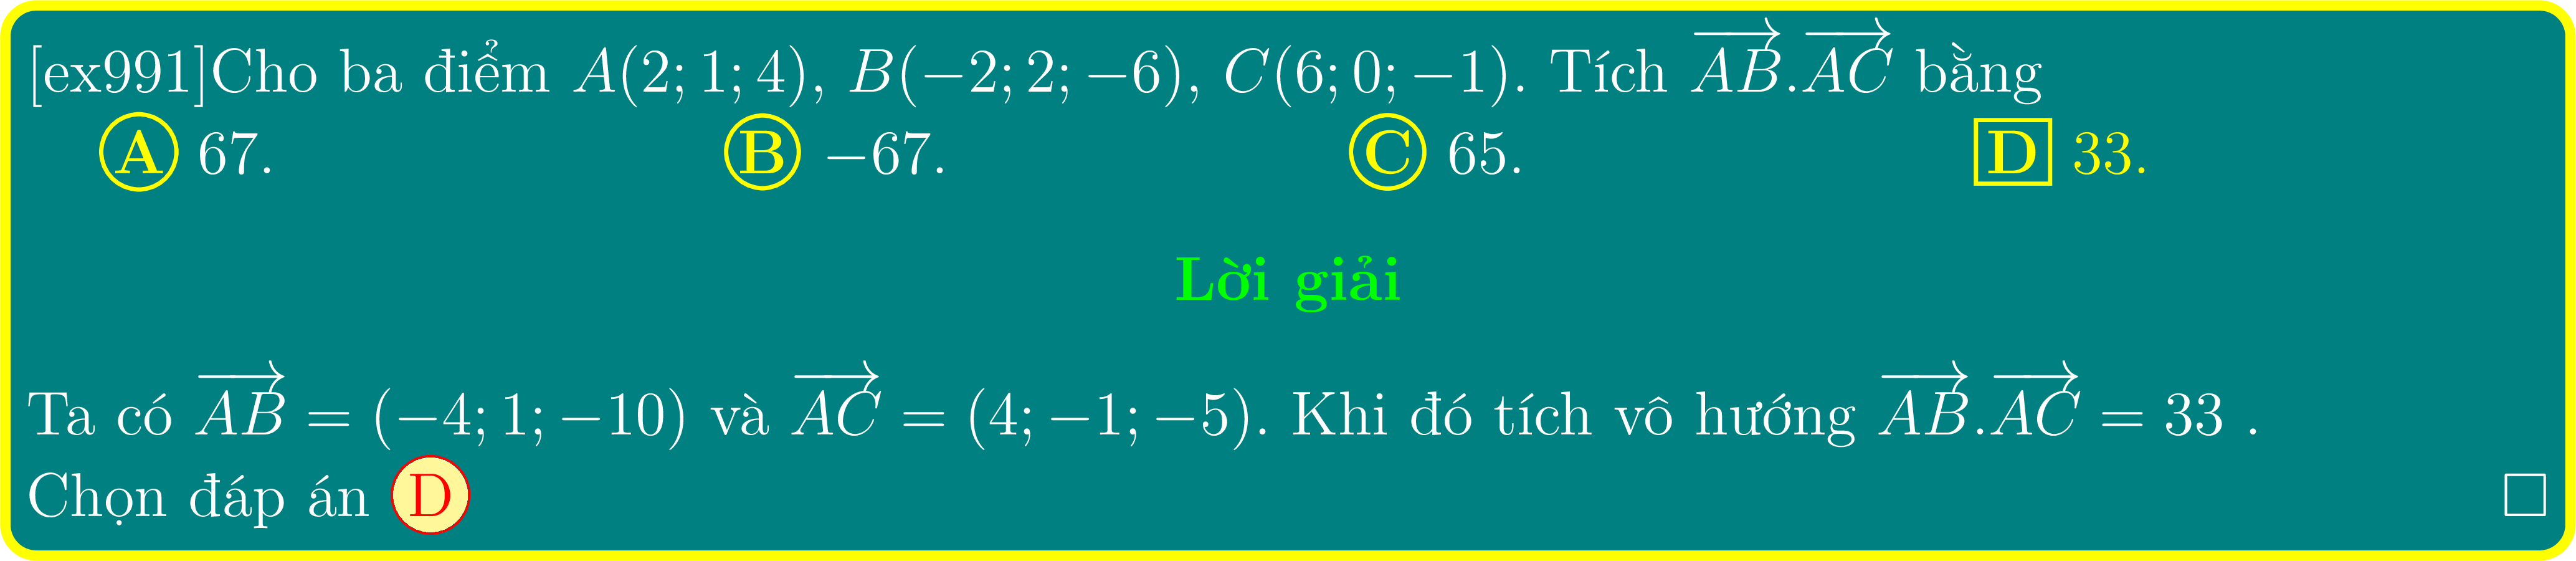 [ex991]Cho ba điểm A(2; 1; 4), B(−2; 2; −6), C(6; 0; −1). Tích $\overrightarrow{AB}.\overrightarrow{AC}$ bằng
A 67. B −67. C 65. D 33.
Lời giải
Ta có $\overrightarrow{AB}$ = (−4; 1; −10) và $\overrightarrow{AC}$ = (4; −1; −5). Khi đó tích vô hướng $\overrightarrow{AB}.\overrightarrow{AC}$ = 33 .
Chọn đáp án D □